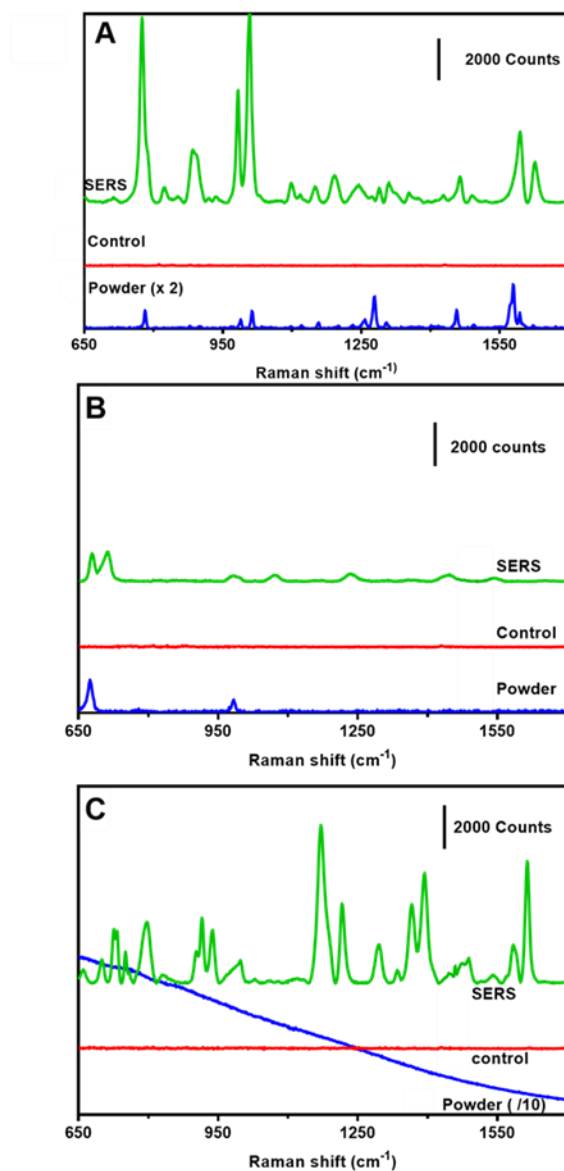 A
2000 Counts
SERS
Control
Powder (x 2)
650 950 1250 1550
Raman shift (cm-1)
B
2000 counts
SERS
Control
Powder
650 950 1250 1550
Raman shift (cm-1)
C
2000 Counts
SERS
control
Powder ( /10)
650 950 1250 1550
Raman shift (cm-1)